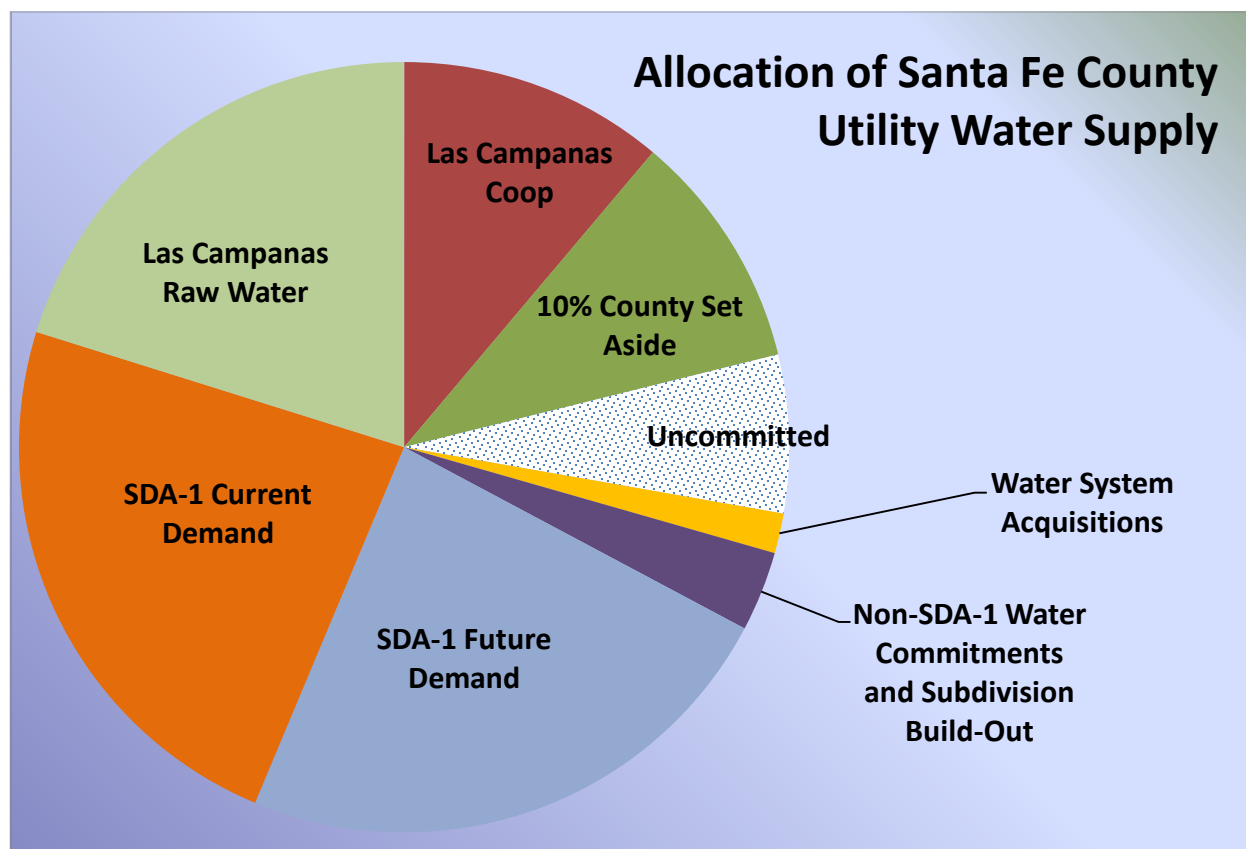 Allocation of Santa Fe County
Utility Water Supply
Las Campanas
Coop
Las Campanas
Raw Water
10% County Set
Aside
Uncommitted
Water System
Acquisitions
SDA-1 Current
Demand
Non-SDA-1 Water
Commitments
and Subdivision
Build-Out
SDA-1 Future
Demand